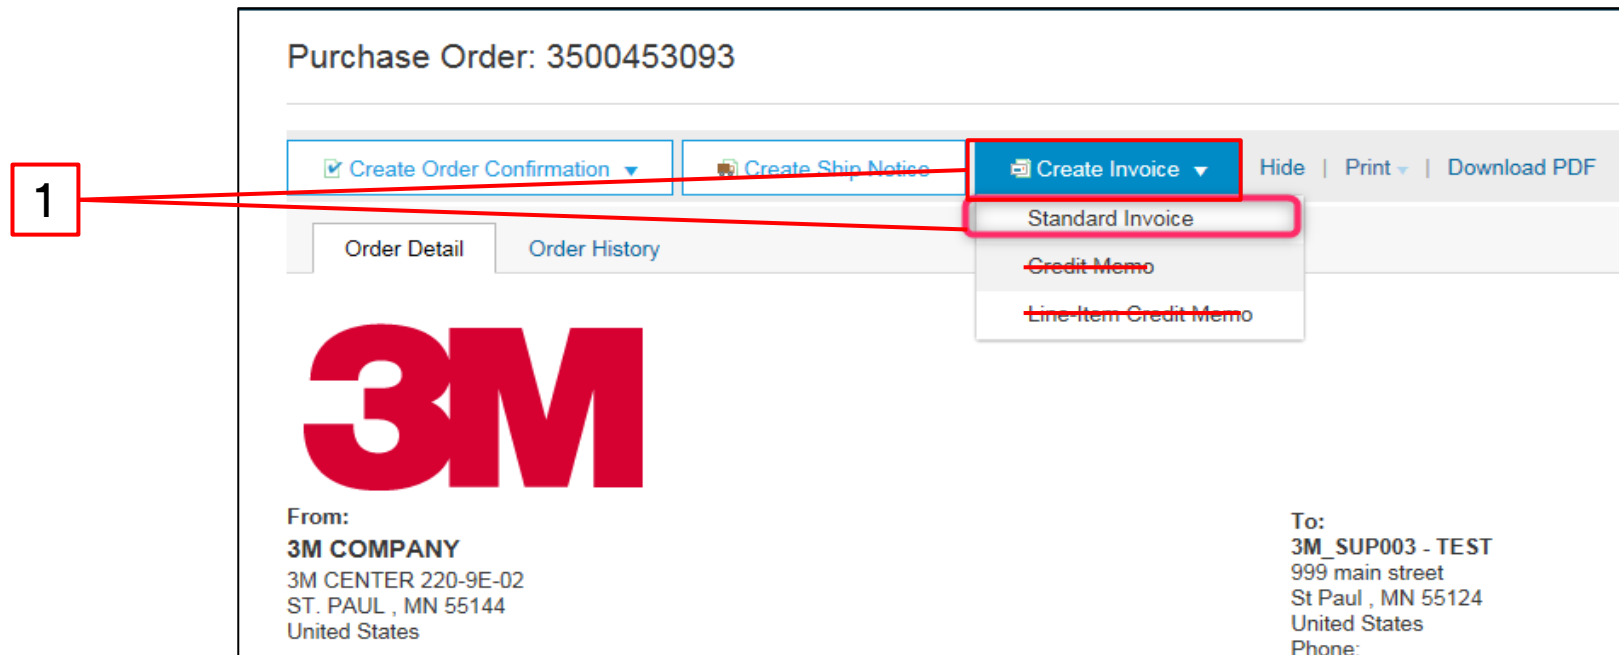 Purchase Order: 3500453093
1
Create Order Confirmation
Create Ship Notice
Create Invoice
Hide | Print | Download PDF
Standard Invoice
Credit Memo
Line-Item Credit Memo
Order Detail
Order History
3M
From:
3M COMPANY
3M CENTER 220-9E-02
ST. PAUL , MN 55144
United States
To:
3M_SUP003 - TEST
999 main street
St Paul , MN 55124
United States
Phone: